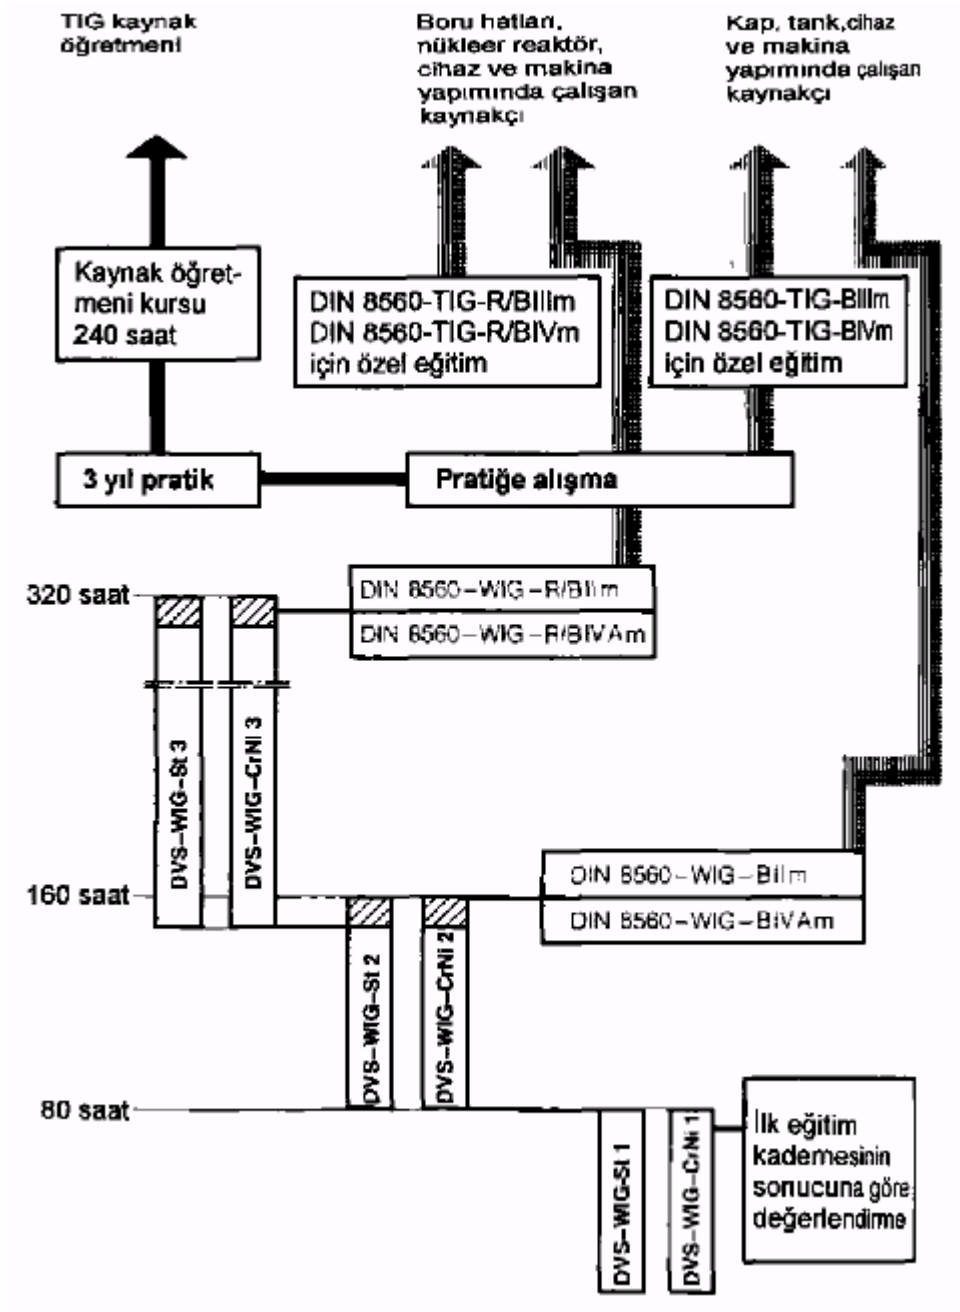 TIG kaynak
öğretmeni
Boru hatları,
nükleer reaktör,
cihaz ve makina
yapımında çalışan
kaynakçı
Kap, tank,cihaz
ve makina
yapımında çalışan
kaynakçı
Kaynak öğret-
meni kursu
240 saat
DIN 8560-TIG-R/BIIIm
DIN 8560-TIG-R/BIVm
için özel eğitim
DIN 8560-TIG-BIIIm
DIN 8560-TIG-BIVm
için özel eğitim
3 yıl pratik
Pratiğe alışma
320 saat
DIN 8560–WIG–R/BIIm
DIN 8560–WIG–R/BIVAm
DVS–WIG–St 3
DVS–WIG–CrNi 3
160 saat
DIN 8560–WIG–BIIm
DIN 8560–WIG–BIVAm
DVS–WIG–St 2
DVS–WIG–CrNi 2
80 saat
DVS–WIG-St 1
DVS–WIG–CrNi 1
İlk eğitim
kademesinin
sonucuna göre
değerlendirme